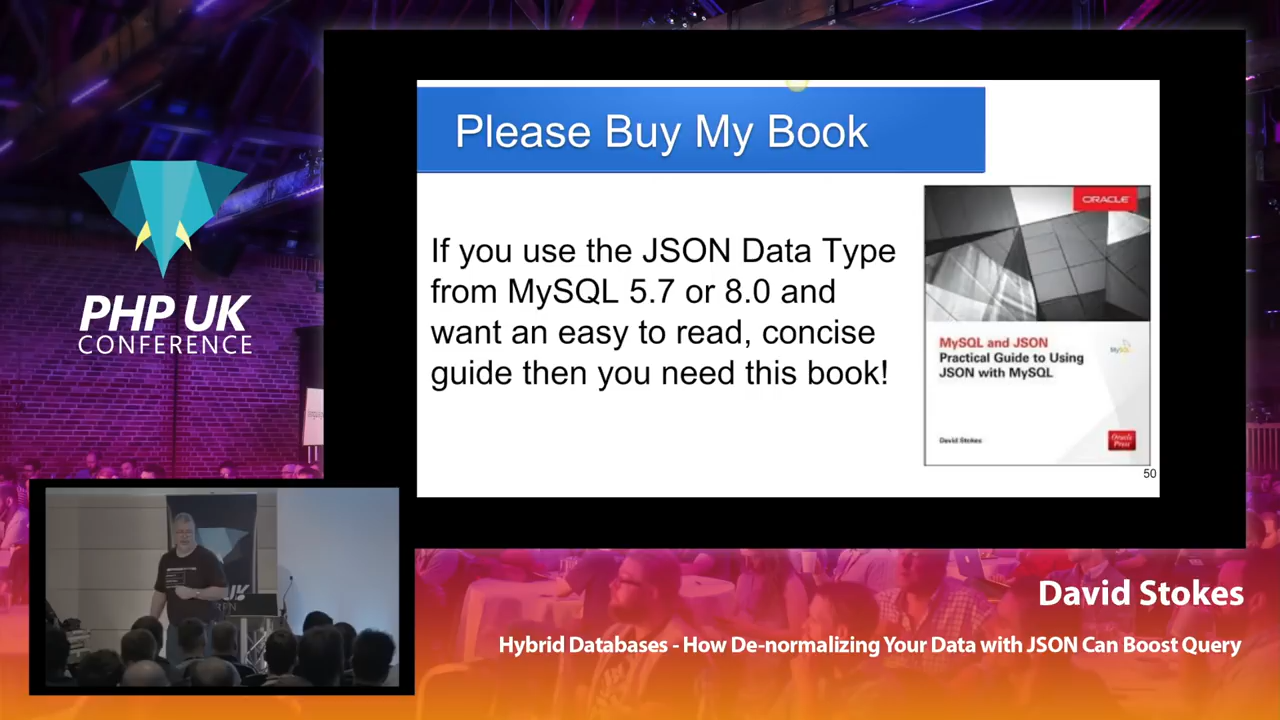 PHP UK
CONFERENCE
Please Buy My Book
If you use the JSON Data Type
from MySQL 5.7 or 8.0 and
want an easy to read, concise
guide then you need this book!
ORACLE
MySQL and JSON
Practical Guide to Using
JSON with MySQL
MySQL
David Stokes
Oracle
Press
50
David Stokes
Hybrid Databases - How De-normalizing Your Data with JSON Can Boost Query